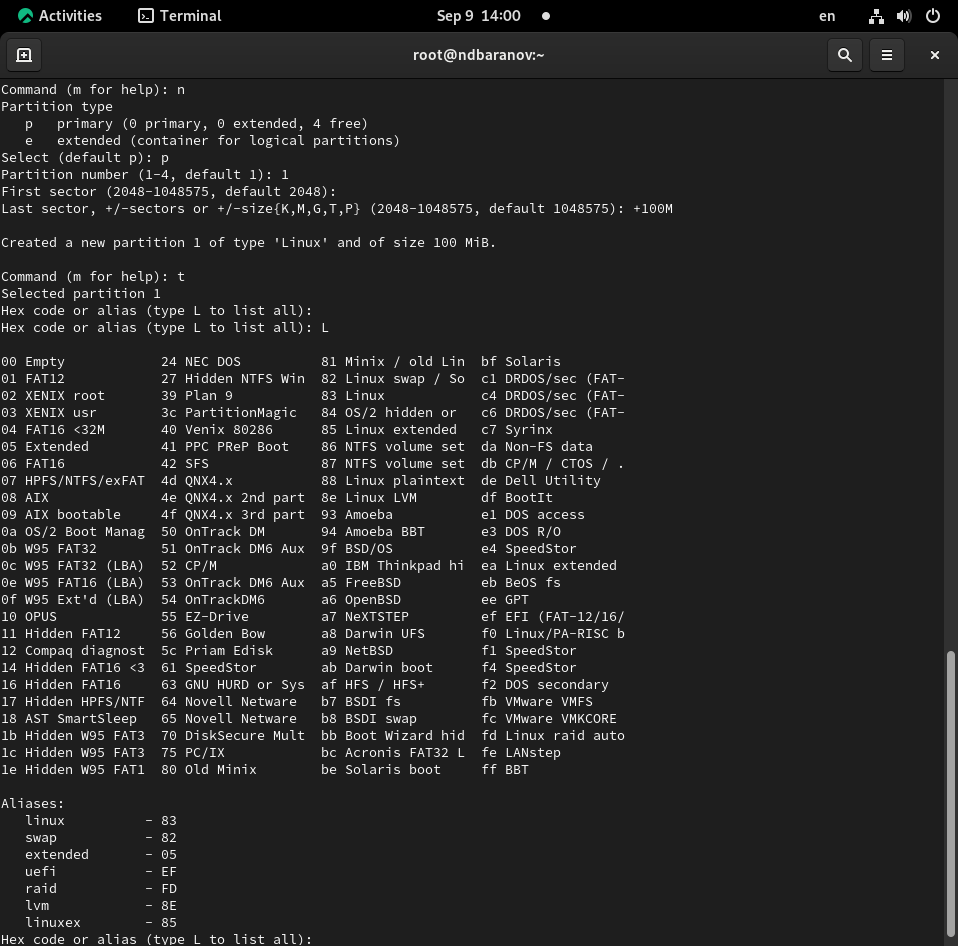 Activities Terminal Sep 9 14:00 en
root@ndbaranov:~
Command (m for help): n
Partition type
   p   primary (0 primary, 0 extended, 4 free)
   e   extended (container for logical partitions)
Select (default p): p
Partition number (1-4, default 1): 1
First sector (2048-1048575, default 2048):
Last sector, +/-sectors or +/-size{K,M,G,T,P} (2048-1048575, default 1048575): +100M
Created a new partition 1 of type 'Linux' and of size 100 MiB.
Command (m for help): t
Selected partition 1
Hex code or alias (type L to list all):
Hex code or alias (type L to list all): L
00 Empty            24 NEC DOS          81 Minix / old Lin  bf Solaris
01 FAT12            27 Hidden NTFS Win  82 Linux swap / So  c1 DRDOS/sec (FAT-
02 XENIX root       39 Plan 9           83 Linux            c4 DRDOS/sec (FAT-
03 XENIX usr        3c PartitionMagic   84 OS/2 hidden or   c6 DRDOS/sec (FAT-
04 FAT16 <32M       40 Venix 80286      85 Linux extended   c7 Syrinx
05 Extended         41 PPC PReP Boot    86 NTFS volume set  da Non-FS data
06 FAT16            42 SFS              87 NTFS volume set  db CP/M / CTOS / .
07 HPFS/NTFS/exFAT  4d QNX4.x           88 Linux plaintext  de Dell Utility
08 AIX              4e QNX4.x 2nd part  8e Linux LVM        df BootIt
09 AIX bootable     4f QNX4.x 3rd part  93 Amoeba           e1 DOS access
0a OS/2 Boot Manag  50 OnTrack DM       94 Amoeba BBT       e3 DOS R/O
0b W95 FAT32        51 OnTrack DM6 Aux  9f BSD/OS           e4 SpeedStor
0c W95 FAT32 (LBA)  52 CP/M             a0 IBM Thinkpad hi  ea Linux extended
0e W95 FAT16 (LBA)  53 OnTrack DM6 Aux  a5 FreeBSD          eb BeOS fs
0f W95 Ext'd (LBA)  54 OnTrackDM6       a6 OpenBSD          ee GPT
10 OPUS             55 EZ-Drive         a7 NeXTSTEP         ef EFI (FAT-12/16/
11 Hidden FAT12     56 Golden Bow       a8 Darwin UFS       f0 Linux/PA-RISC b
12 Compaq diagnost  5c Priam Edisk      a9 NetBSD           f1 SpeedStor
14 Hidden FAT16 <3  61 SpeedStor        ab Darwin boot      f4 SpeedStor
16 Hidden FAT16     63 GNU HURD or Sys  af HFS / HFS+       f2 DOS secondary
17 Hidden HPFS/NTF  64 Novell Netware   b7 BSDI fs          fb VMware VMFS
18 AST SmartSleep   65 Novell Netware   b8 BSDI swap        fc VMware VMKCORE
1b Hidden W95 FAT3  70 DiskSecure Mult  bb Boot Wizard hid  fd Linux raid auto
1c Hidden W95 FAT3  75 PC/IX            bc Acronis FAT32 L  fe LANstep
1e Hidden W95 FAT1  80 Old Minix        be Solaris boot     ff BBT
Aliases:
   linux          - 83
   swap           - 82
   extended       - 05
   uefi           - EF
   raid           - FD
   lvm            - 8E
   linuxex        - 85
Hex code or alias (type L to list all):